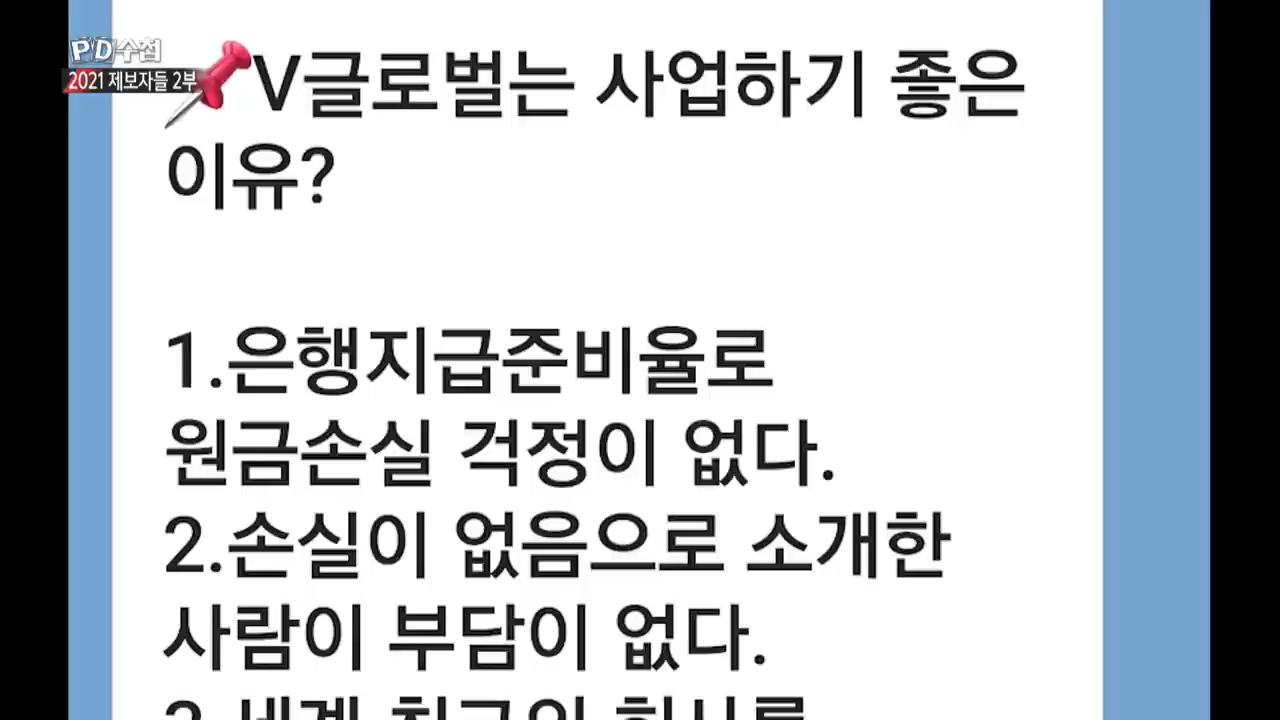 PD수첩
2021 제보자들 2부
V글로벌는 사업하기 좋은
이유?
1.은행지급준비율로
원금손실 걱정이 없다.
2.손실이 없음으로 소개한
사람이 부담이 없다.